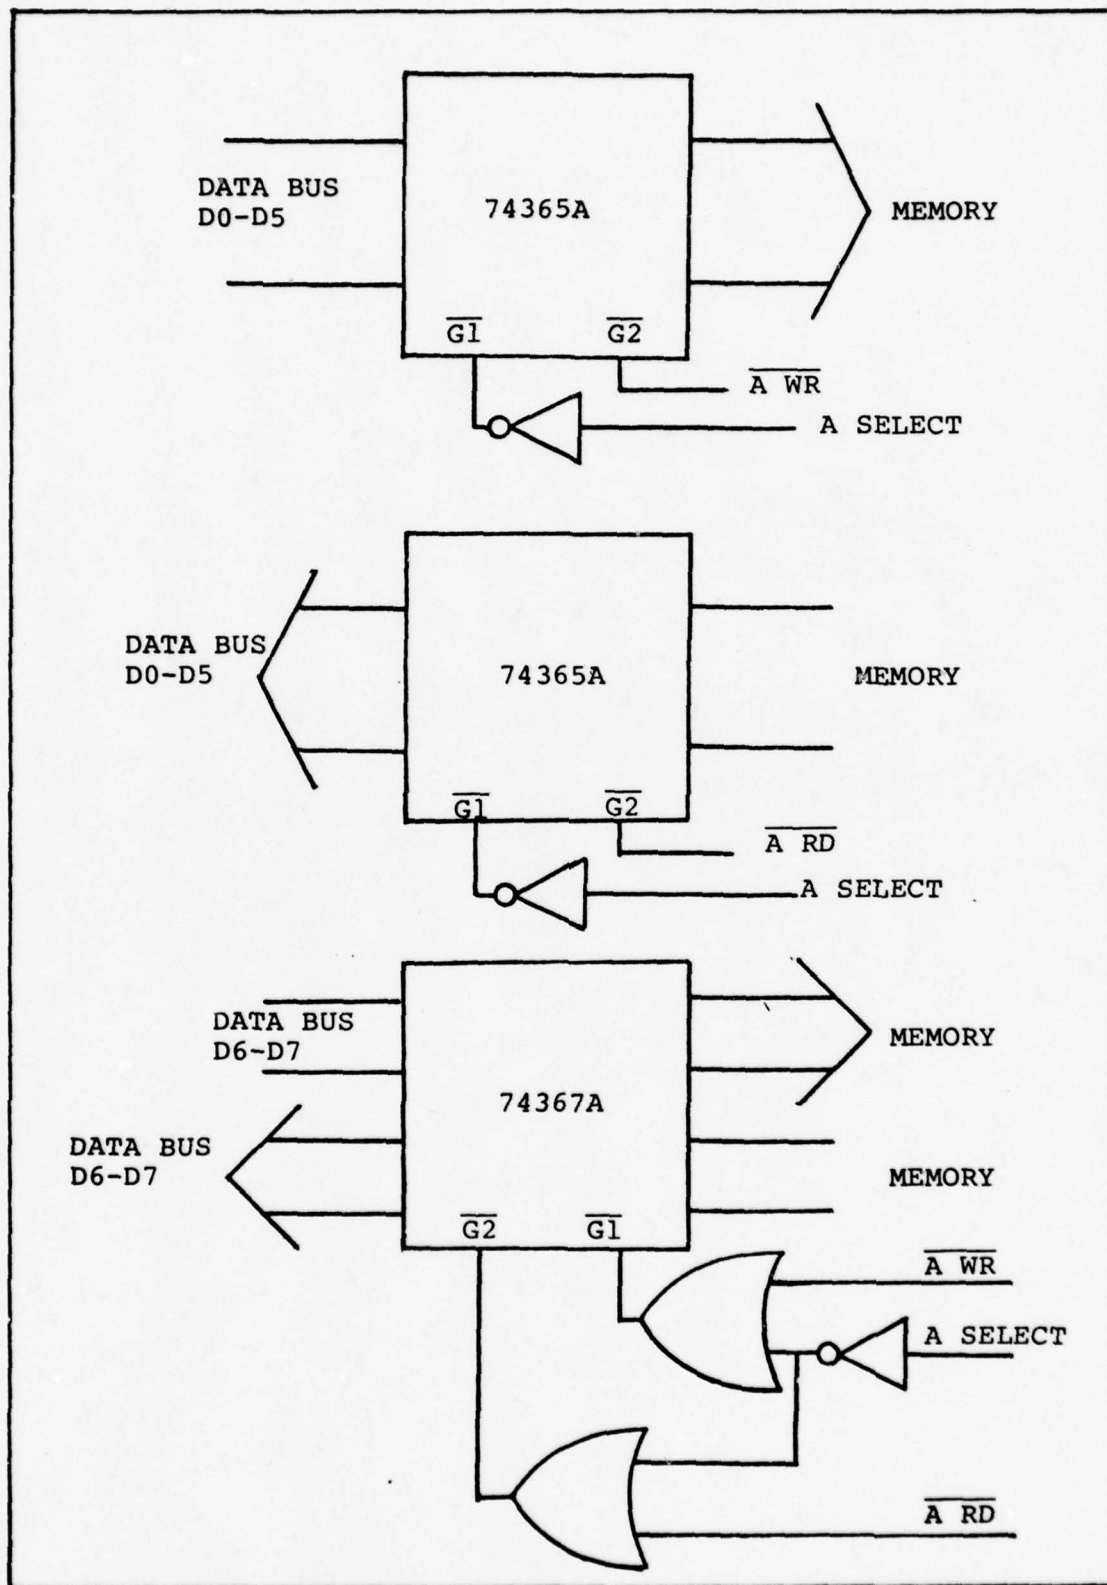 DATA BUS
D0-D5
74365A
MEMORY
G1
G2
A WR
A SELECT
DATA BUS
D0-D5
74365A
MEMORY
G1
G2
A RD
A SELECT
DATA BUS
D6-D7
MEMORY
74367A
DATA BUS
D6-D7
MEMORY
G2
G1
A WR
A SELECT
A RD